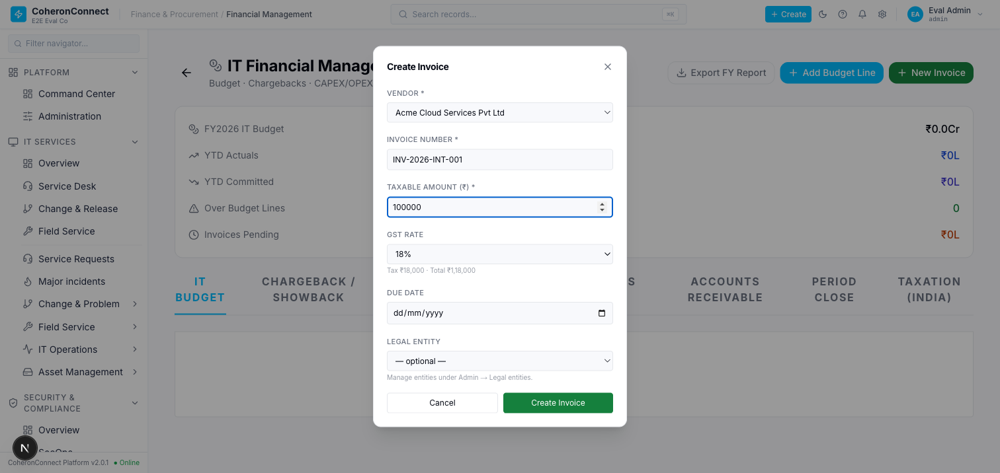 CoheronConnect
E2E Eval Co
Finance & Procurement / Financial Management
Search records...
⌘K
+ Create
EA
Eval Admin
admin
Filter navigator...
PLATFORM
Command Center
Administration
IT SERVICES
Overview
Service Desk
Change & Release
Field Service
Service Requests
Major incidents
Change & Problem
Field Service
IT Operations
Asset Management
SECURITY &
COMPLIANCE
Overview
N
CoheronConnect Platform v2.0.1
Online
IT Financial Manage
Budget · Chargebacks · CAPEX/OPEX
Export FY Report
+ Add Budget Line
+ New Invoice
FY2026 IT Budget
₹0.0Cr
YTD Actuals
₹0L
YTD Committed
₹0L
Over Budget Lines
0
Invoices Pending
₹0L
IT
BUDGET
CHARGEBACK /
SHOWBACK
S
ACCOUNTS
RECEIVABLE
PERIOD
CLOSE
TAXATION
(INDIA)
Create Invoice
VENDOR *
Acme Cloud Services Pvt Ltd
INVOICE NUMBER *
INV-2026-INT-001
TAXABLE AMOUNT (₹) *
100000
GST RATE
18%
Tax ₹18,000 · Total ₹1,18,000
DUE DATE
dd/mm/yyyy
LEGAL ENTITY
— optional —
Manage entities under Admin → Legal entities.
Cancel
Create Invoice